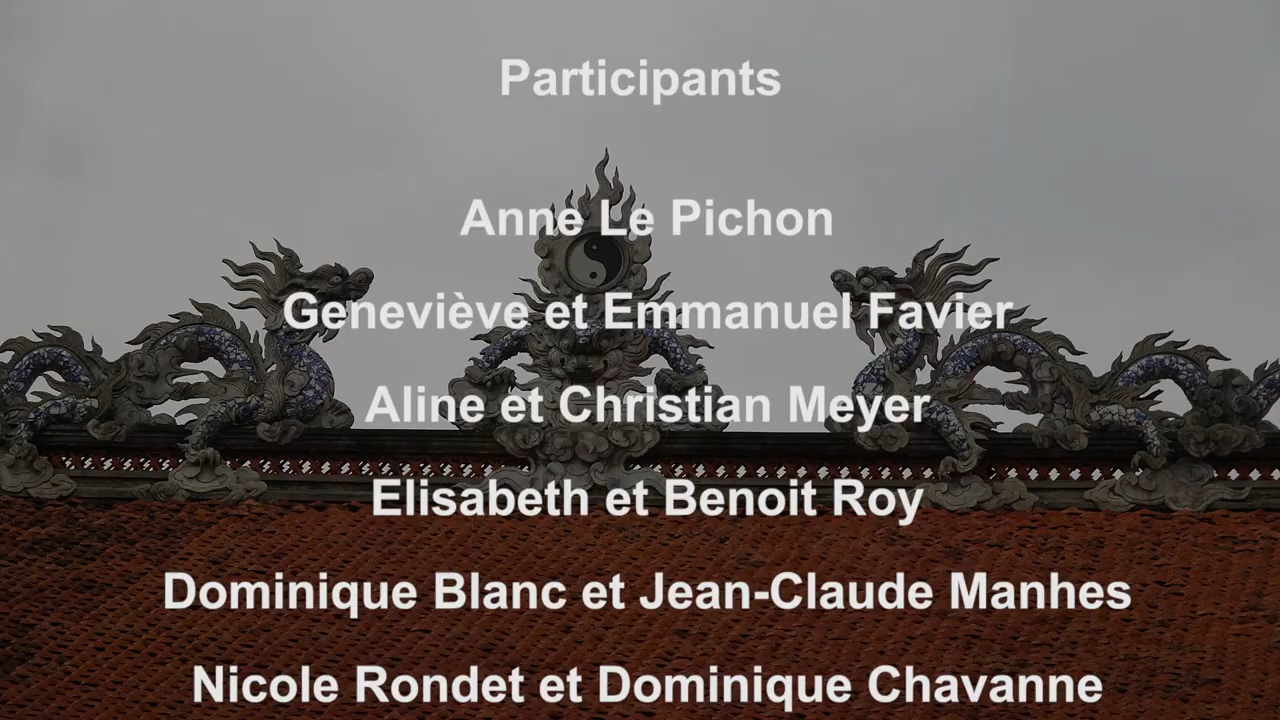 Participants
Anne Le Pichon
Geneviève et Emmanuel Favier
Aline et Christian Meyer
Elisabeth et Benoit Roy
Dominique Blanc et Jean-Claude Manhes
Nicole Rondet et Dominique Chavanne